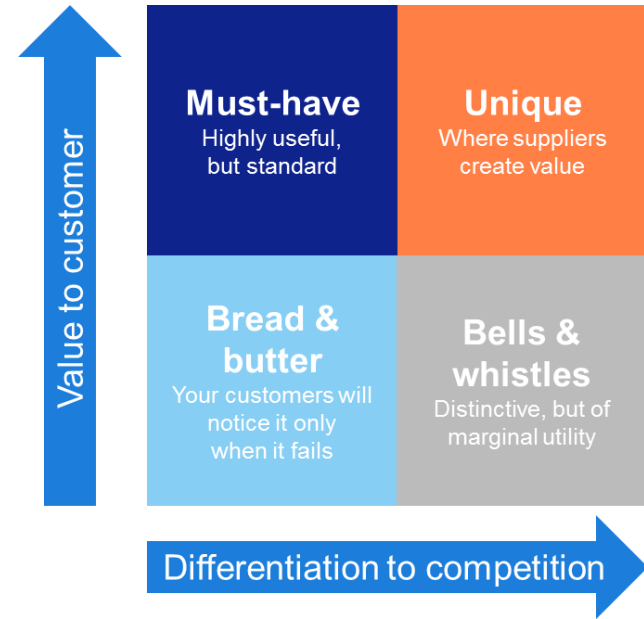 Value to customer
Must-have
Highly useful,
but standard
Unique
Where suppliers
create value
Bread &
butter
Your customers will
notice it only
when it fails
Bells &
whistles
Distinctive, but of
marginal utility
Differentiation to competition